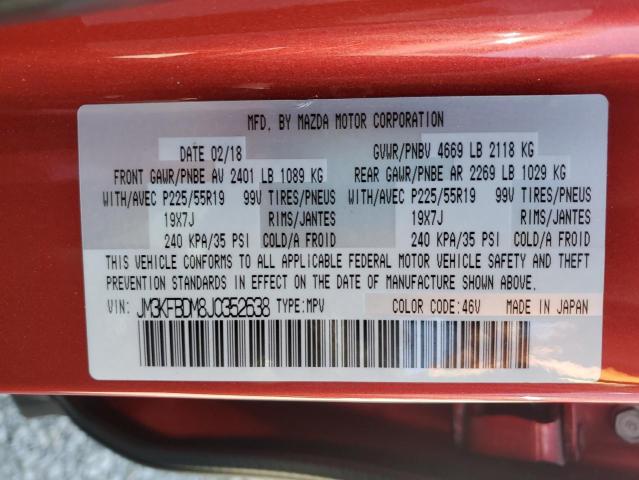 MFD. BY MAZDA MOTOR CORPORATION
DATE 02/18 GVWR/PNBV 4669 LB 2118 KG
FRONT GAWR/PNBE AV 2401 LB 1089 KG REAR GAWR/PNBE AR 2269 LB 1029 KG
WITH/AVEC P225/55R19 99V TIRES/PNEUS WITH/AVEC P225/55R19 99V TIRES/PNEUS
19X7J RIMS/JANTES 19X7J RIMS/JANTES
240 KPA/35 PSI COLD/A FROID 240 KPA/35 PSI COLD/A FROID
THIS VEHICLE CONFORMS TO ALL APPLICABLE FEDERAL MOTOR VEHICLE SAFETY AND THEFT
PREVENTION STANDARDS IN EFFECT ON THE DATE OF MANUFACTURE SHOWN ABOVE.
VIN: JM3KFBDM8J0352638 TYPE:MPV COLOR CODE:46V MADE IN JAPAN